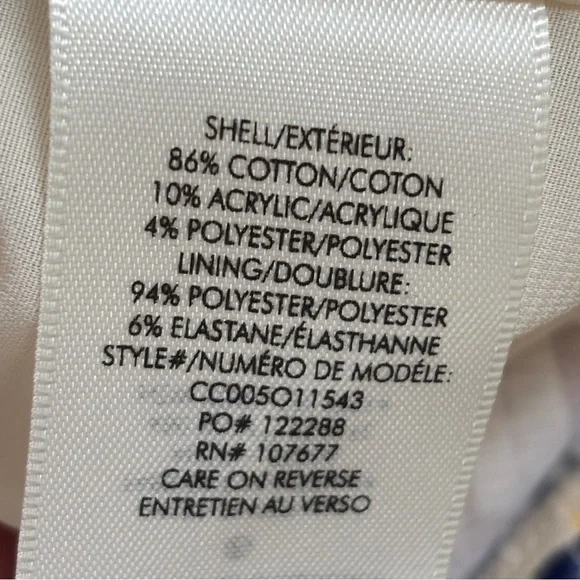 SHELL/EXTÉRIEUR:
86% COTTON/COTON
10% ACRYLIC/ACRYLIQUE
4% POLYESTER/POLYESTER
LINING/DOUBLURE:
94% POLYESTER/POLYESTER
6% ELASTANE/ÉLASTHANNE
STYLE#/NUMÉRO DE MODÉLE:
CC005O11543
PO# 122288
RN# 107677
CARE ON REVERSE
ENTRETIEN AU VERSO